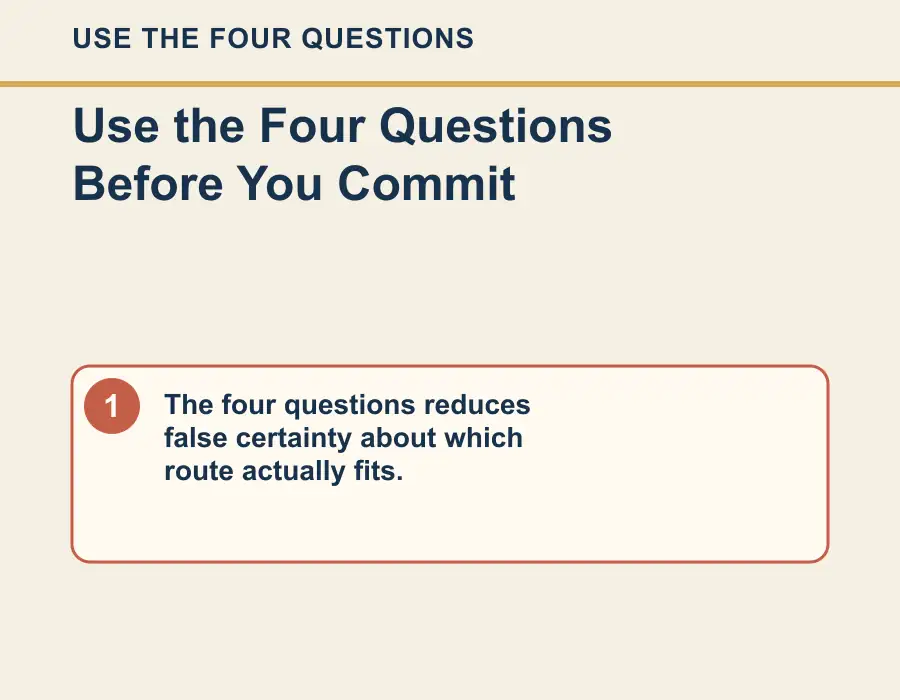 USE THE FOUR QUESTIONS
Use the Four Questions
Before You Commit
1
The four questions reduces
false certainty about which
route actually fits.